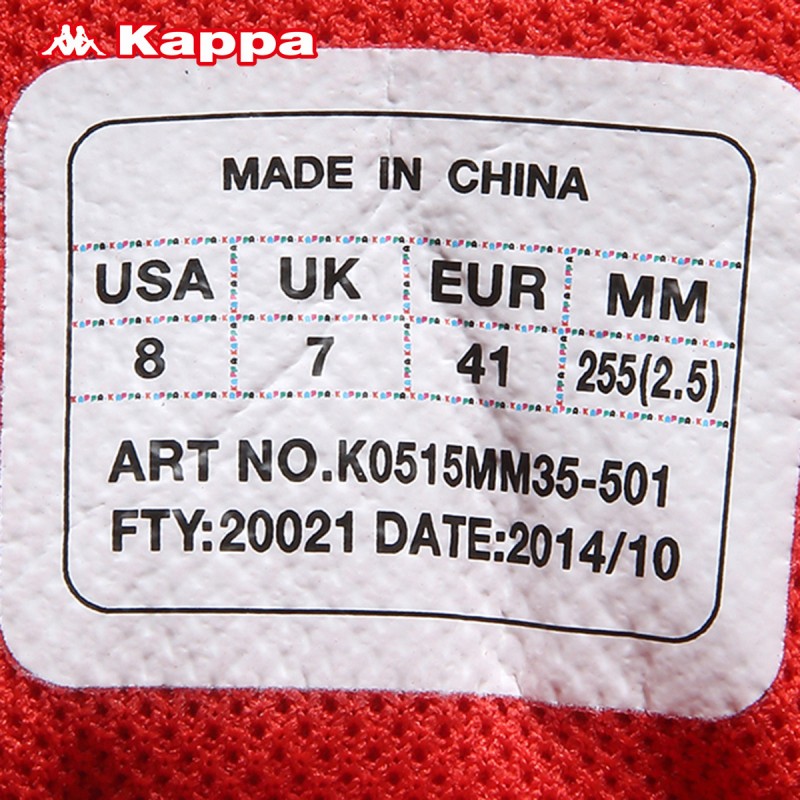 Kappa
MADE IN CHINA
USA UK EUR MM
8 7 41 255(2.5)
ART NO.K0515MM35-501
FTY:20021 DATE:2014/10